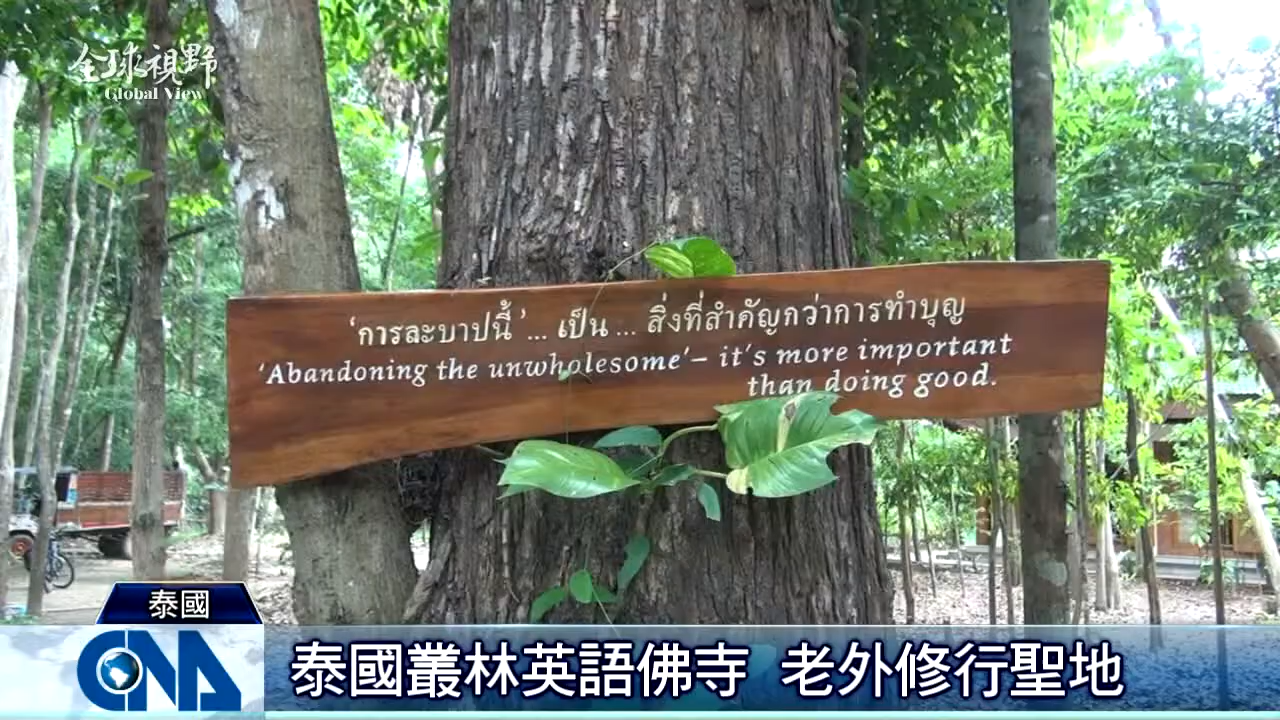 全球視野
Global View
‘การละบาปนี้ ’ ... เป็น ... สิ่งที่สำคัญกว่าการทำบุญ
‘Abandoning the unwholesome’ – it’s more important
than doing good.
泰國
CNA
泰國叢林英語佛寺 老外修行聖地